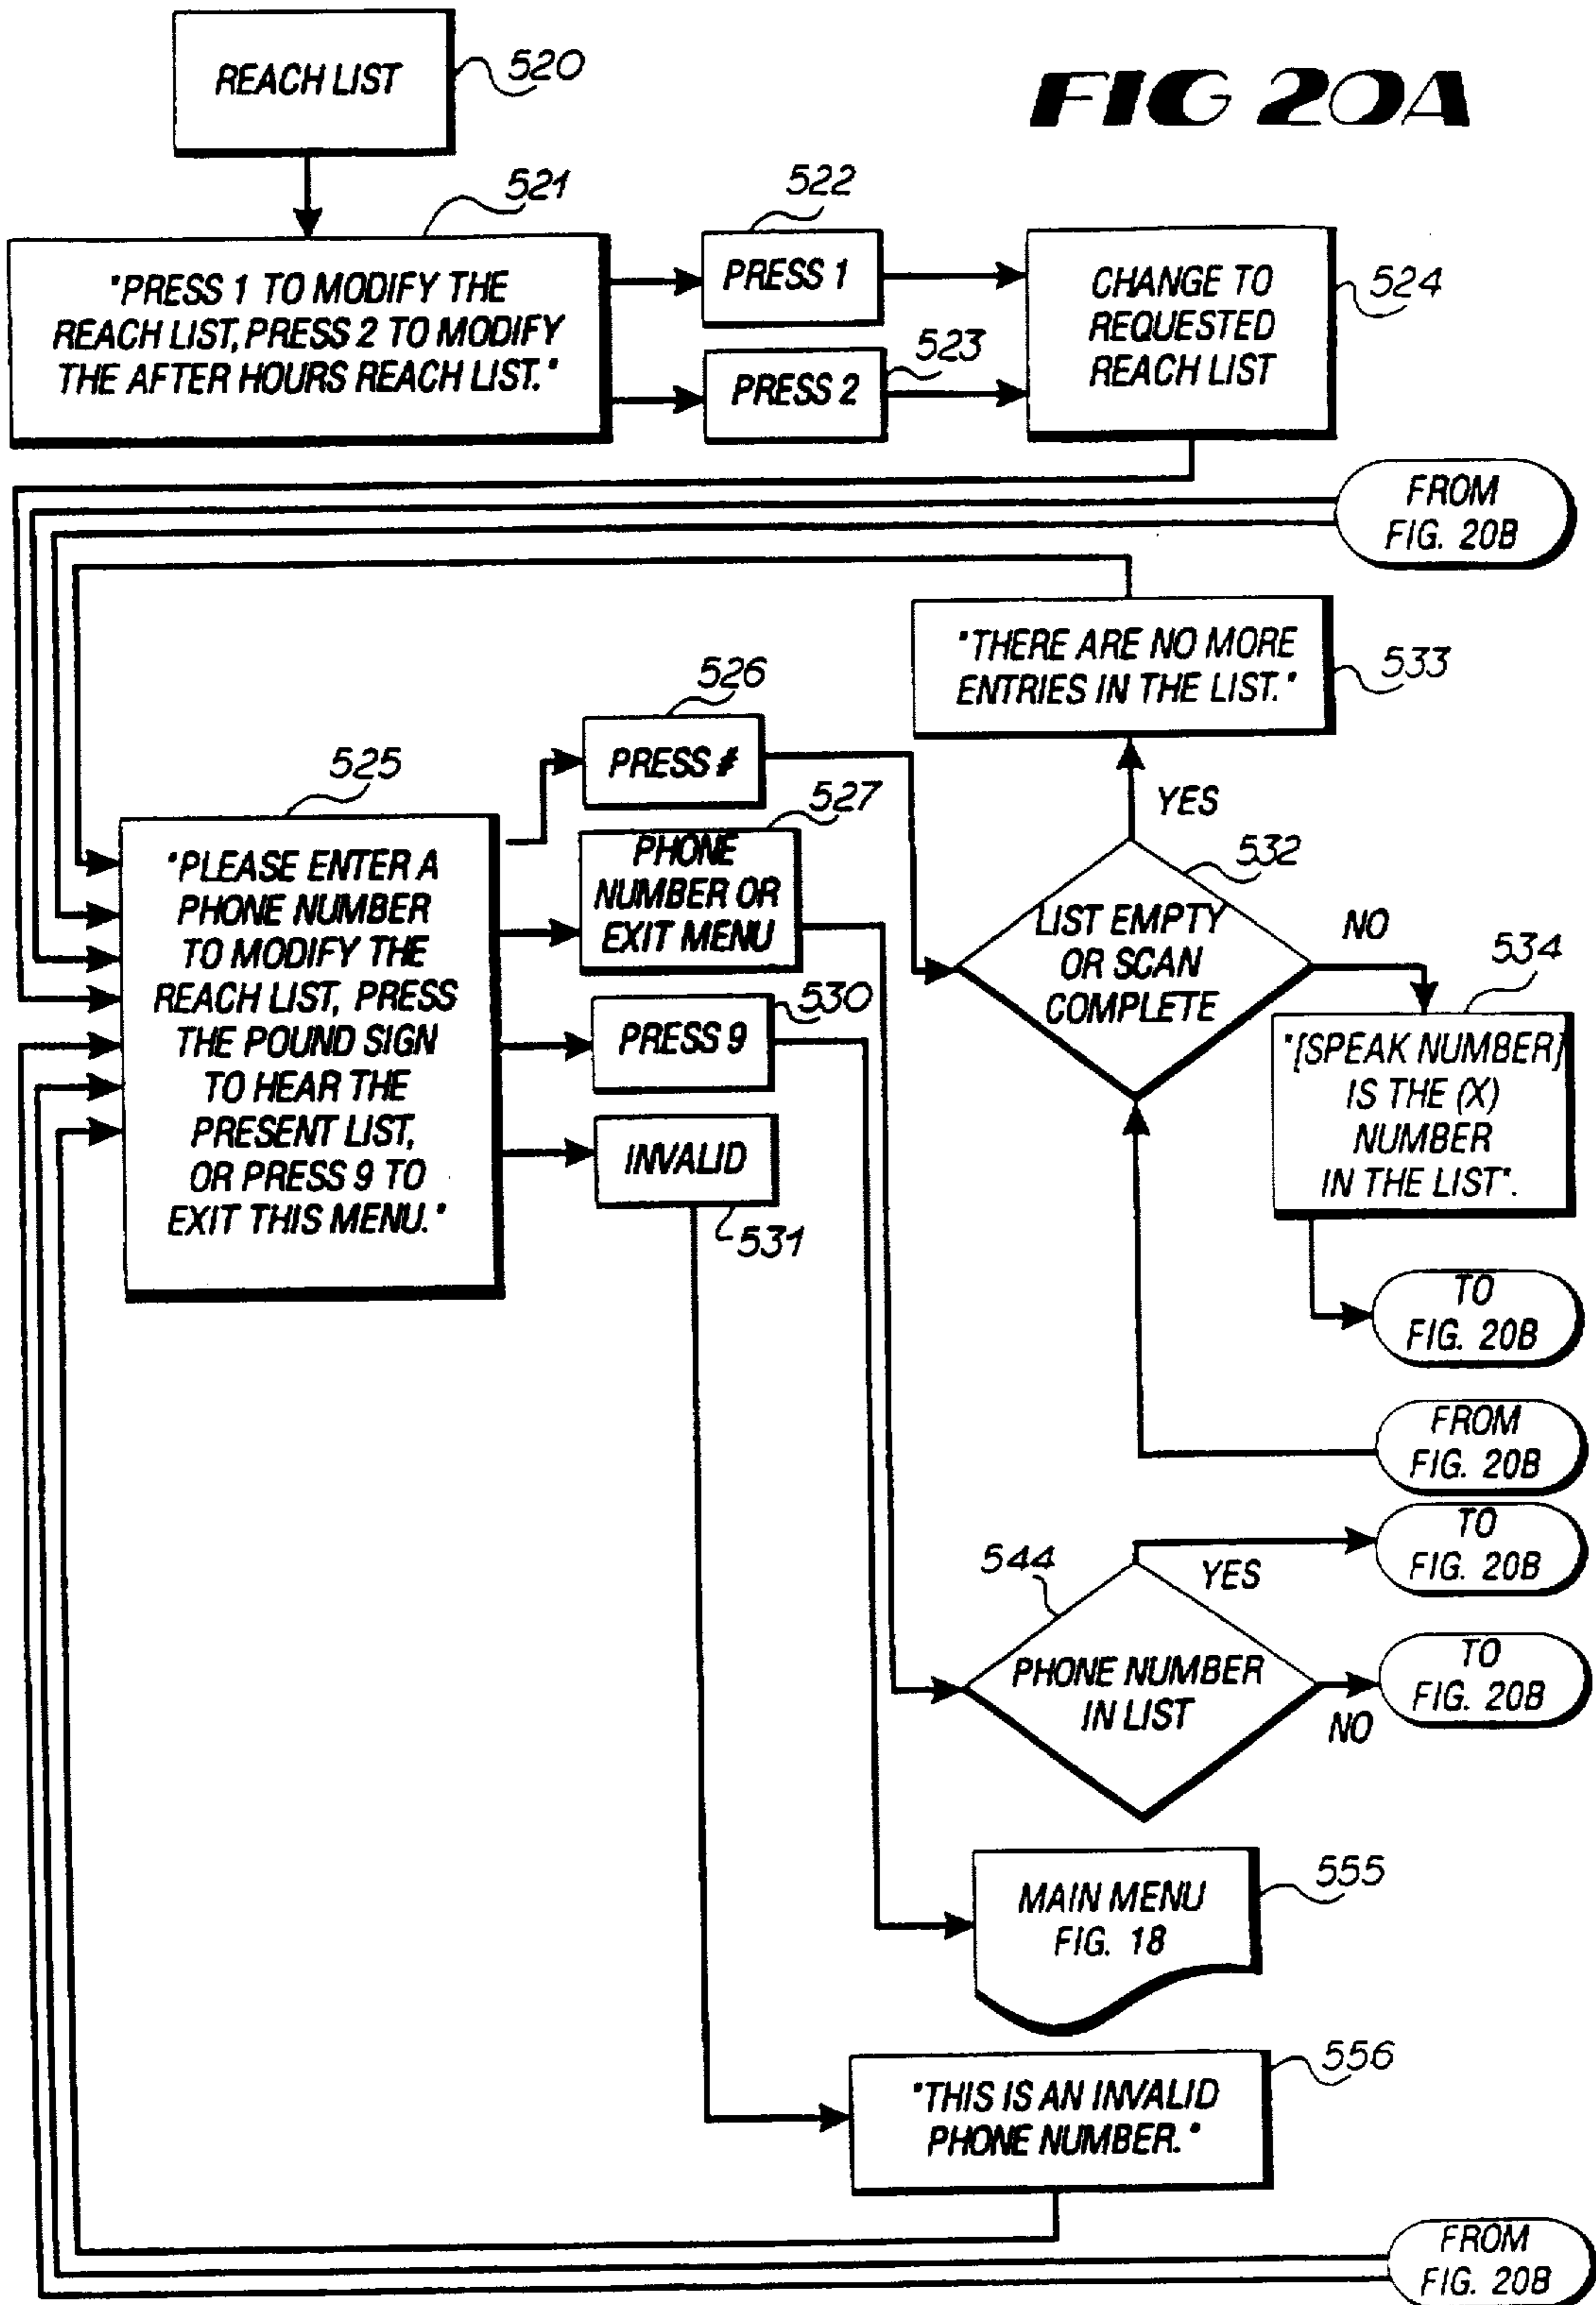 FIG 20A
REACH LIST
520
521
"PRESS 1 TO MODIFY THE
REACH LIST, PRESS 2 TO MODIFY
THE AFTER HOURS REACH LIST."
522
PRESS 1
523
PRESS 2
CHANGE TO
REQUESTED
REACH LIST
524
FROM
FIG. 20B
"THERE ARE NO MORE
ENTRIES IN THE LIST."
533
525
"PLEASE ENTER A
PHONE NUMBER
TO MODIFY THE
REACH LIST, PRESS
THE POUND SIGN
TO HEAR THE
PRESENT LIST,
OR PRESS 9 TO
EXIT THIS MENU."
526
PRESS #
527
PHONE
NUMBER OR
EXIT MENU
530
PRESS 9
INVALID
531
YES
532
LIST EMPTY
OR SCAN
COMPLETE
NO
534
"[SPEAK NUMBER]
IS THE (X)
NUMBER
IN THE LIST".
TO
FIG. 20B
FROM
FIG. 20B
TO
FIG. 20B
544
YES
PHONE NUMBER
IN LIST
TO
FIG. 20B
NO
MAIN MENU
FIG. 18
555
"THIS IS AN INVALID
PHONE NUMBER."
556
FROM
FIG. 20B